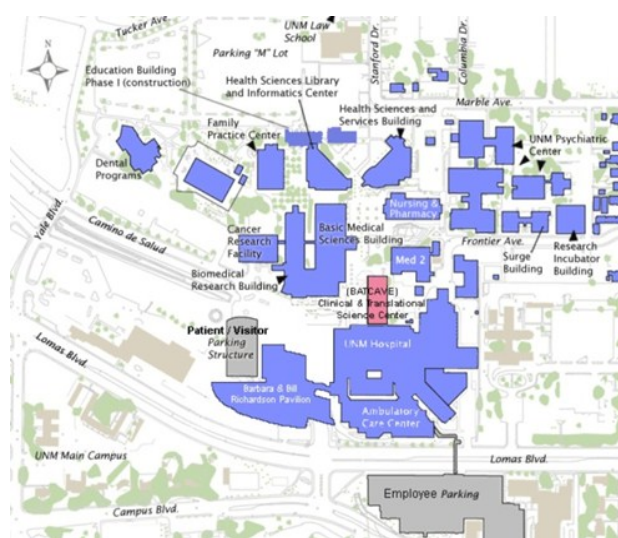 Tucker Ave.
UNM Law
School
Parking "M" Lot
Stanford Dr.
Columbia Dr.
Education Building
Phase I (construction)
Health Sciences Library
and Informatics Center
Marble Ave.
Family
Practice Center
Health Sciences and
Services Building
UNM Psychiatric
Center
Dental
Programs
Nursing &
Pharmacy
Yale Blvd.
Camino de Salud
Cancer
Research
Facility
Basic Medical
Sciences Building
Frontier Ave.
Med 2
Surge
Building
Research
Incubator
Building
Biomedical
Research Building
(BATCAVE)
Clinical & Translational
Science Center
Patient / Visitor
Parking
Structure
Lomas Blvd.
UNM Hospital
Barbara & Bill
Richardson Pavilion
Ambulatory
Care Center
UNM Main Campus
Lomas Blvd.
Employee Parking
Campus Blvd.